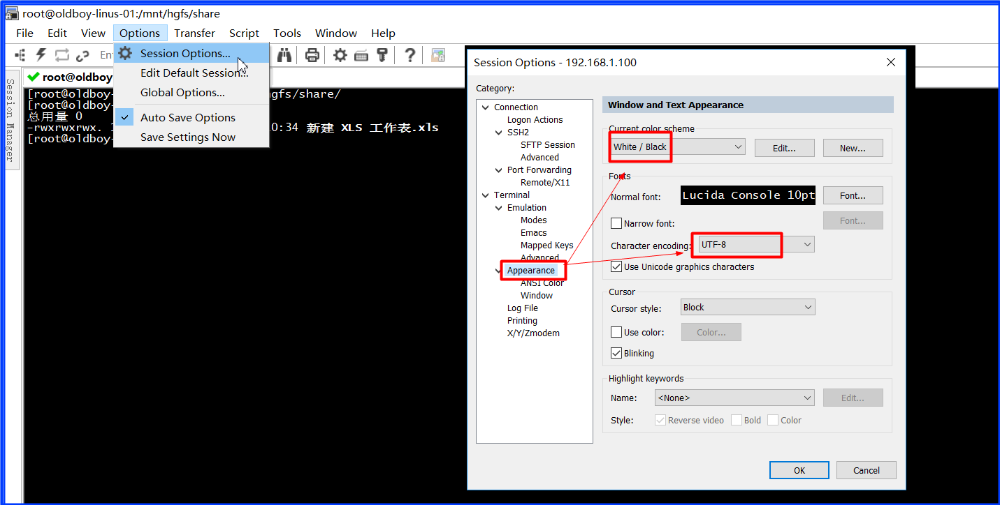 root@oldboy-linus-01:/mnt/hgfs/share
File Edit View Options Transfer Script Tools Window Help
Session Options...
Edit Default Session...
Global Options...
Auto Save Options
Save Settings Now
Session Manager
root@oldboy
[root@oldboy- gfs/share/
[root@oldboy-
总用量 0
-rwxrwxrwx. 0:34 新建 XLS 工作表.xls
[root@oldboy-
Session Options - 192.168.1.100
Category:
Connection
Logon Actions
SSH2
SFTP Session
Advanced
Port Forwarding
Remote/X11
Terminal
Emulation
Modes
Emacs
Mapped Keys
Advanced
Appearance
ANSI Color
Window
Log File
Printing
X/Y/Zmodem
Window and Text Appearance
Current color scheme
White / Black Edit... New...
Fonts
Normal font: Lucida Console 10pt Font...
Narrow font: Font...
Character encoding: UTF-8
Use Unicode graphics characters
Cursor
Cursor style: Block
Use color: Color...
Blinking
Highlight keywords
Name: <None> Edit...
Style: Reverse video Bold Color
OK Cancel